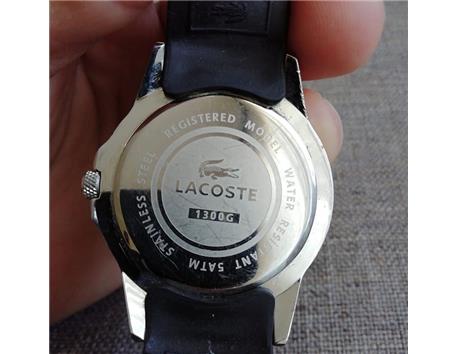 REGISTERED MODEL WATER RESISTANT 5ATM STAINLESS STEEL
LACOSTE
1300G